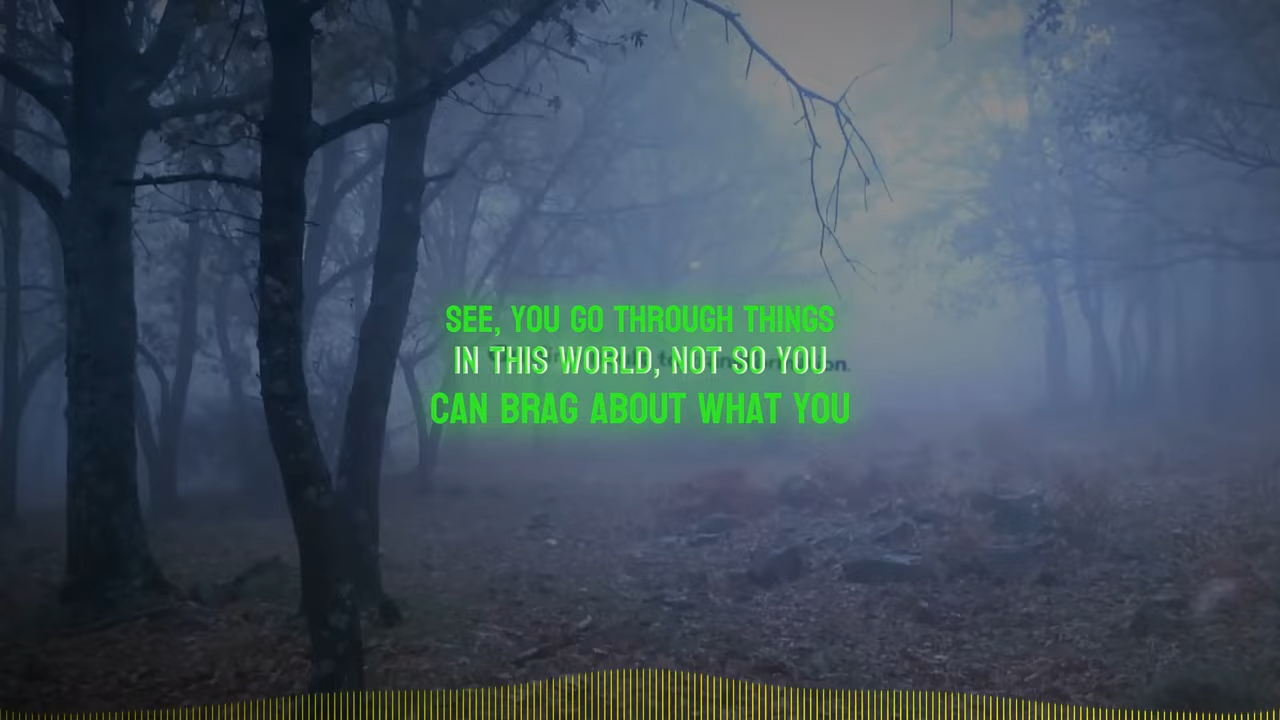 SEE, YOU GO THROUGH THINGS
IN THIS WORLD, NOT SO YOU
CAN BRAG ABOUT WHAT YOU